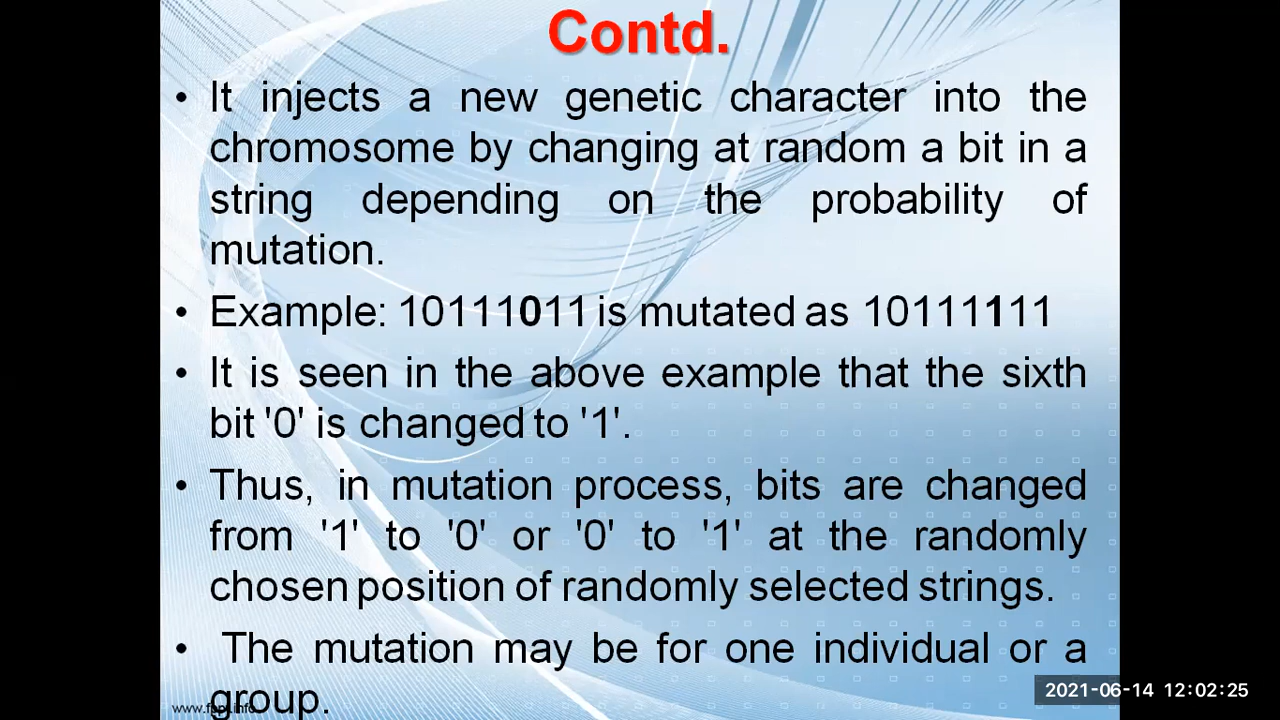 Contd.
• It injects a new genetic character into the
chromosome by changing at random a bit in a
string depending on the probability of
mutation.
• Example: 10111011 is mutated as 10111111
• It is seen in the above example that the sixth
bit '0' is changed to '1'.
• Thus, in mutation process, bits are changed
from '1' to '0' or '0' to '1' at the randomly
chosen position of randomly selected strings.
• The mutation may be for one individual or a
group.
2021-06-14 12:02:25